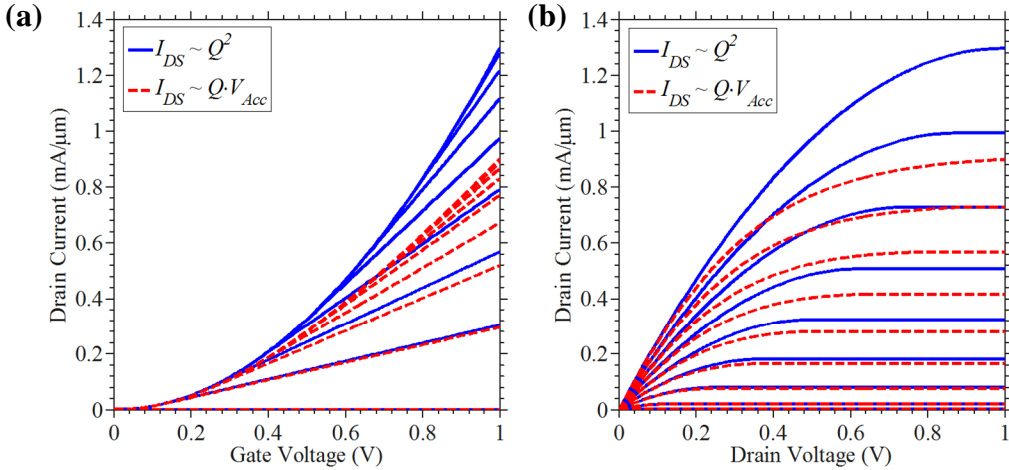 (a)
Drain Current (mA/μm)
1.4
1.2
1
0.8
0.6
0.4
0.2
0
I_DS ~ Q^2
I_DS ~ Q·V_Acc
0 0.2 0.4 0.6 0.8 1
Gate Voltage (V)
(b)
Drain Current (mA/μm)
1.4
1.2
1
0.8
0.6
0.4
0.2
0
I_DS ~ Q^2
I_DS ~ Q·V_Acc
0 0.2 0.4 0.6 0.8 1
Drain Voltage (V)